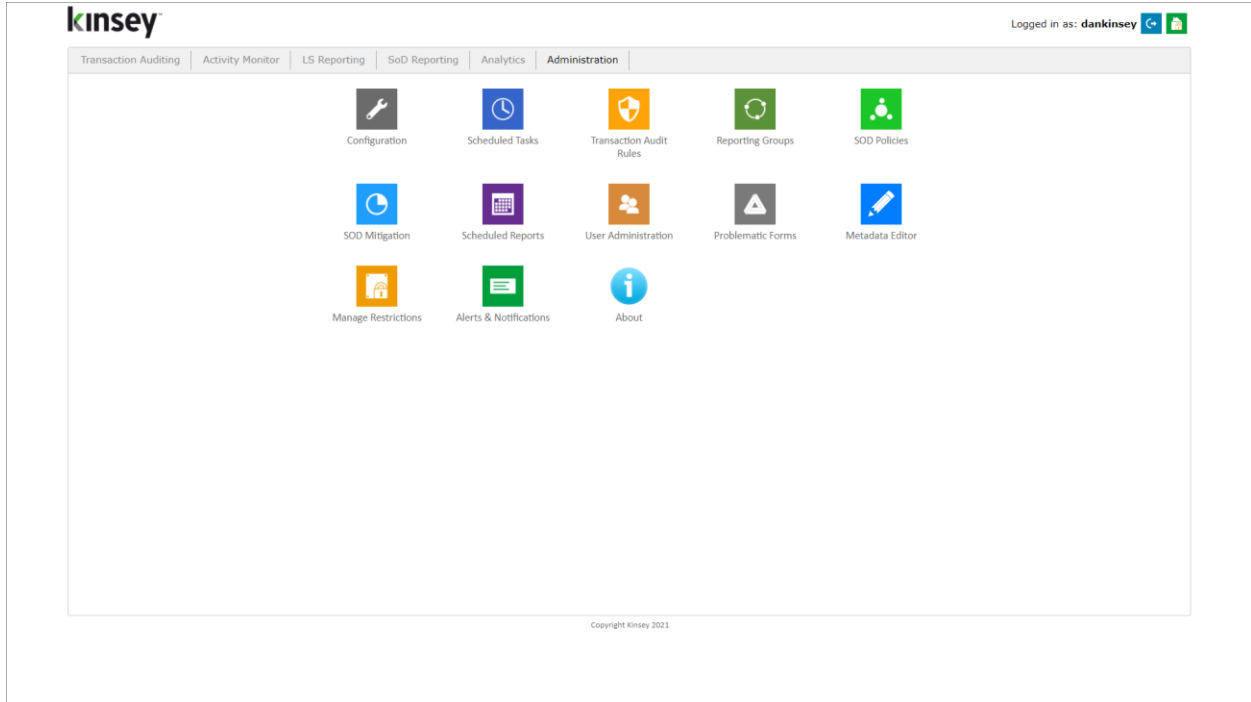 kinsey
Logged in as: dankinsey
Transaction Auditing Activity Monitor LS Reporting SoD Reporting Analytics Administration
Configuration Scheduled Tasks Transaction Audit Reporting Groups SOD Policies
Rules
SOD Mitigation Scheduled Reports User Administration Problematic Forms Metadata Editor
Manage Restrictions Alerts & Notifications About
Copyright Kinsey 2021